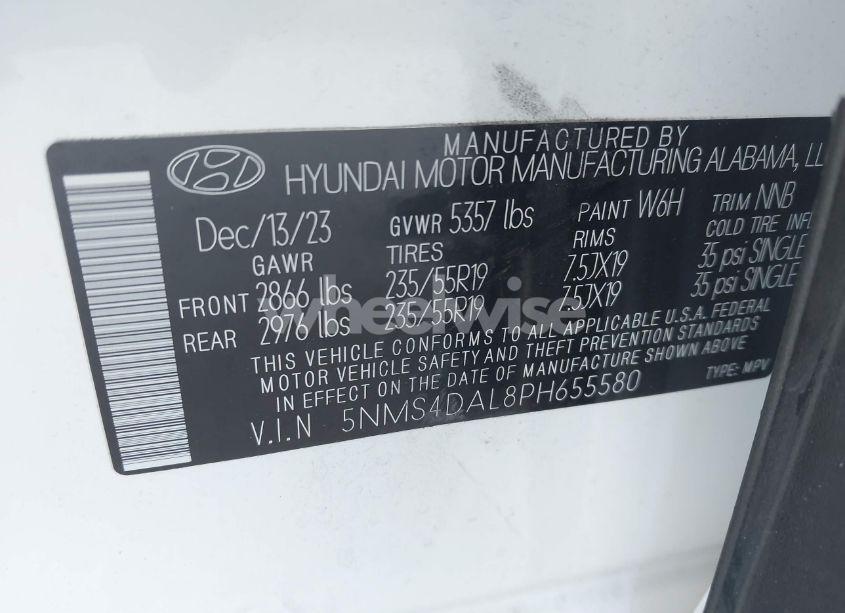 MANUFACTURED BY
HYUNDAI MOTOR MANUFACTURING ALABAMA, LL
Dec/13/23 GVWR 5357 lbs PAINT W6H TRIM NNB
GAWR TIRES RIMS COLD TIRE INFL
FRONT 2866 lbs 235/55R19 7.5JX19 35 psi SINGLE
REAR 2976 lbs 235/55R19 7.5JX19 35 psi SINGLE
wheelwise
THIS VEHICLE CONFORMS TO ALL APPLICABLE U.S.A. FEDERAL
MOTOR VEHICLE SAFETY AND THEFT PREVENTION STANDARDS
IN EFFECT ON THE DATE OF MANUFACTURE SHOWN ABOVE
V.I.N 5NMS4DAL8PH655580 TYPE: MPV